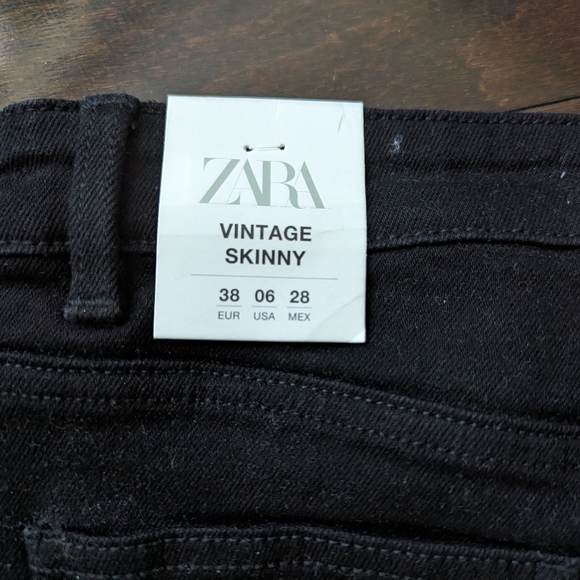 ZARA
VINTAGE
SKINNY
38 06 28
EUR USA MEX